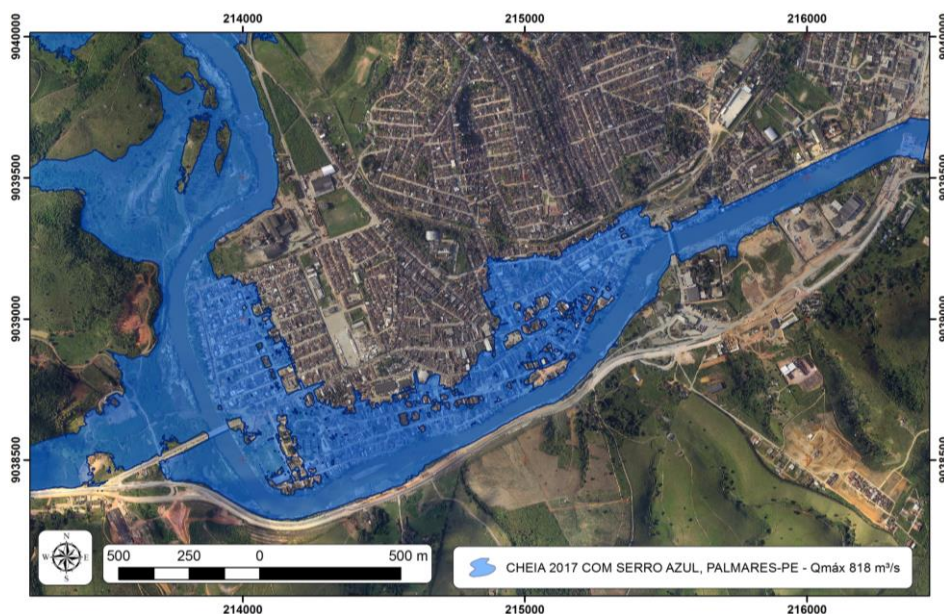 214000 215000 216000
9040000 9040000
9039500 9039500
9039000 9039000
9038500 9038500
N
W E
S
500 250 0 500 m
CHEIA 2017 COM SERRO AZUL, PALMARES-PE - Qmáx 818 m³/s
214000 215000 216000